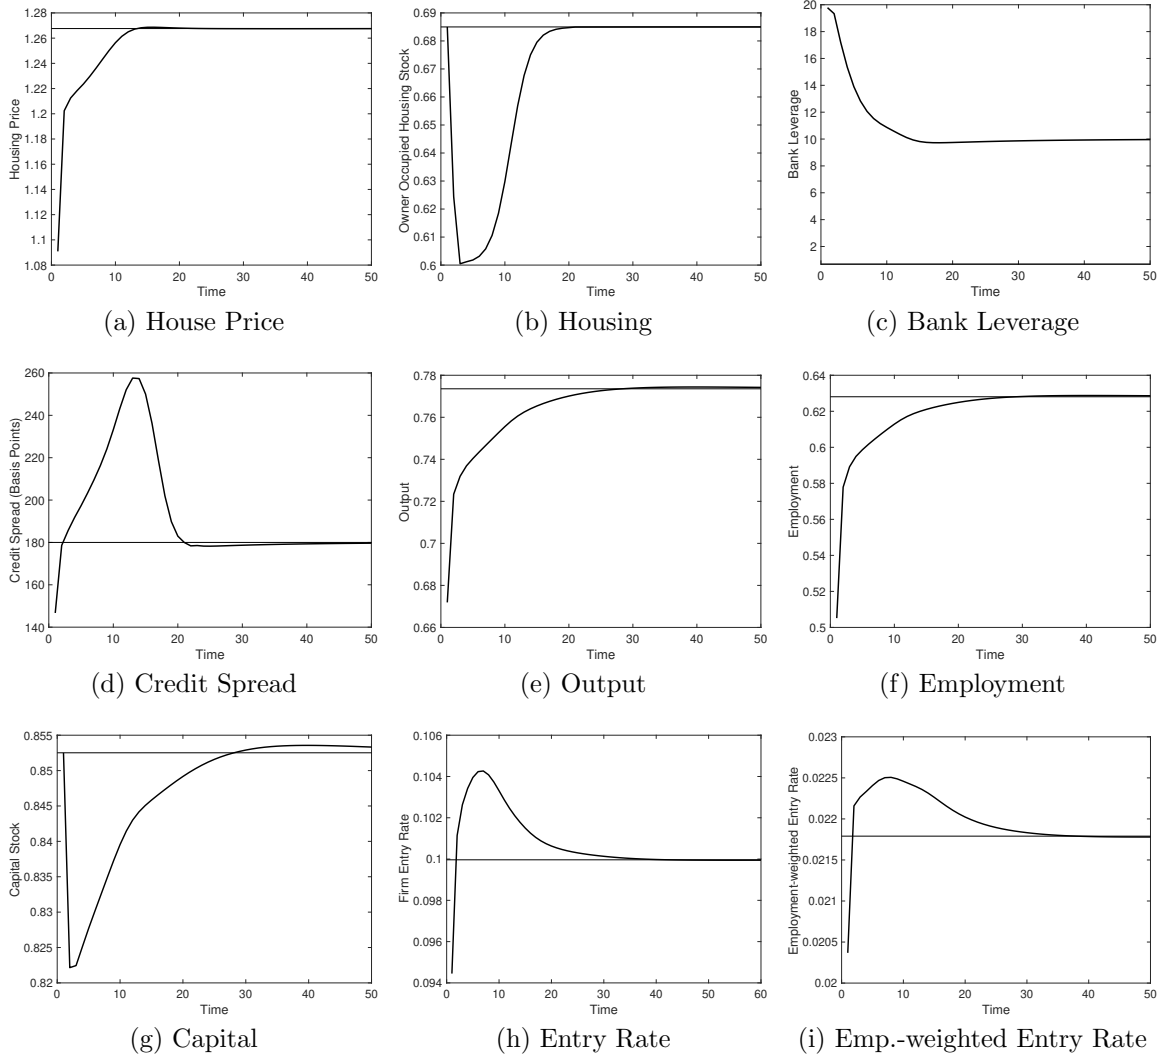 1.28
1.26
1.24
1.22
1.2
1.18
1.16
1.14
1.12
1.1
1.08
Housing Price
0 10 20 30 40 50
Time
(a) House Price
0.69
0.68
0.67
0.66
0.65
0.64
0.63
0.62
0.61
0.6
Owner Occupied Housing Stock
0 10 20 30 40 50
Time
(b) Housing
20
18
16
14
12
10
8
6
4
2
Bank Leverage
0 10 20 30 40 50
Time
(c) Bank Leverage
260
240
220
200
180
160
140
Credit Spread (Basis Points)
0 10 20 30 40 50
Time
(d) Credit Spread
0.78
0.76
0.74
0.72
0.7
0.68
0.66
Output
0 10 20 30 40 50
Time
(e) Output
0.64
0.62
0.6
0.58
0.56
0.54
0.52
0.5
Employment
0 10 20 30 40 50
Time
(f) Employment
0.855
0.85
0.845
0.84
0.835
0.83
0.825
0.82
Capital Stock
0 10 20 30 40 50
Time
(g) Capital
0.106
0.104
0.102
0.1
0.098
0.096
0.094
Firm Entry Rate
0 10 20 30 40 50 60
Time
(h) Entry Rate
0.023
0.0225
0.022
0.0215
0.021
0.0205
0.02
Employment-weighted Entry Rate
0 10 20 30 40 50
Time
(i) Emp.-weighted Entry Rate